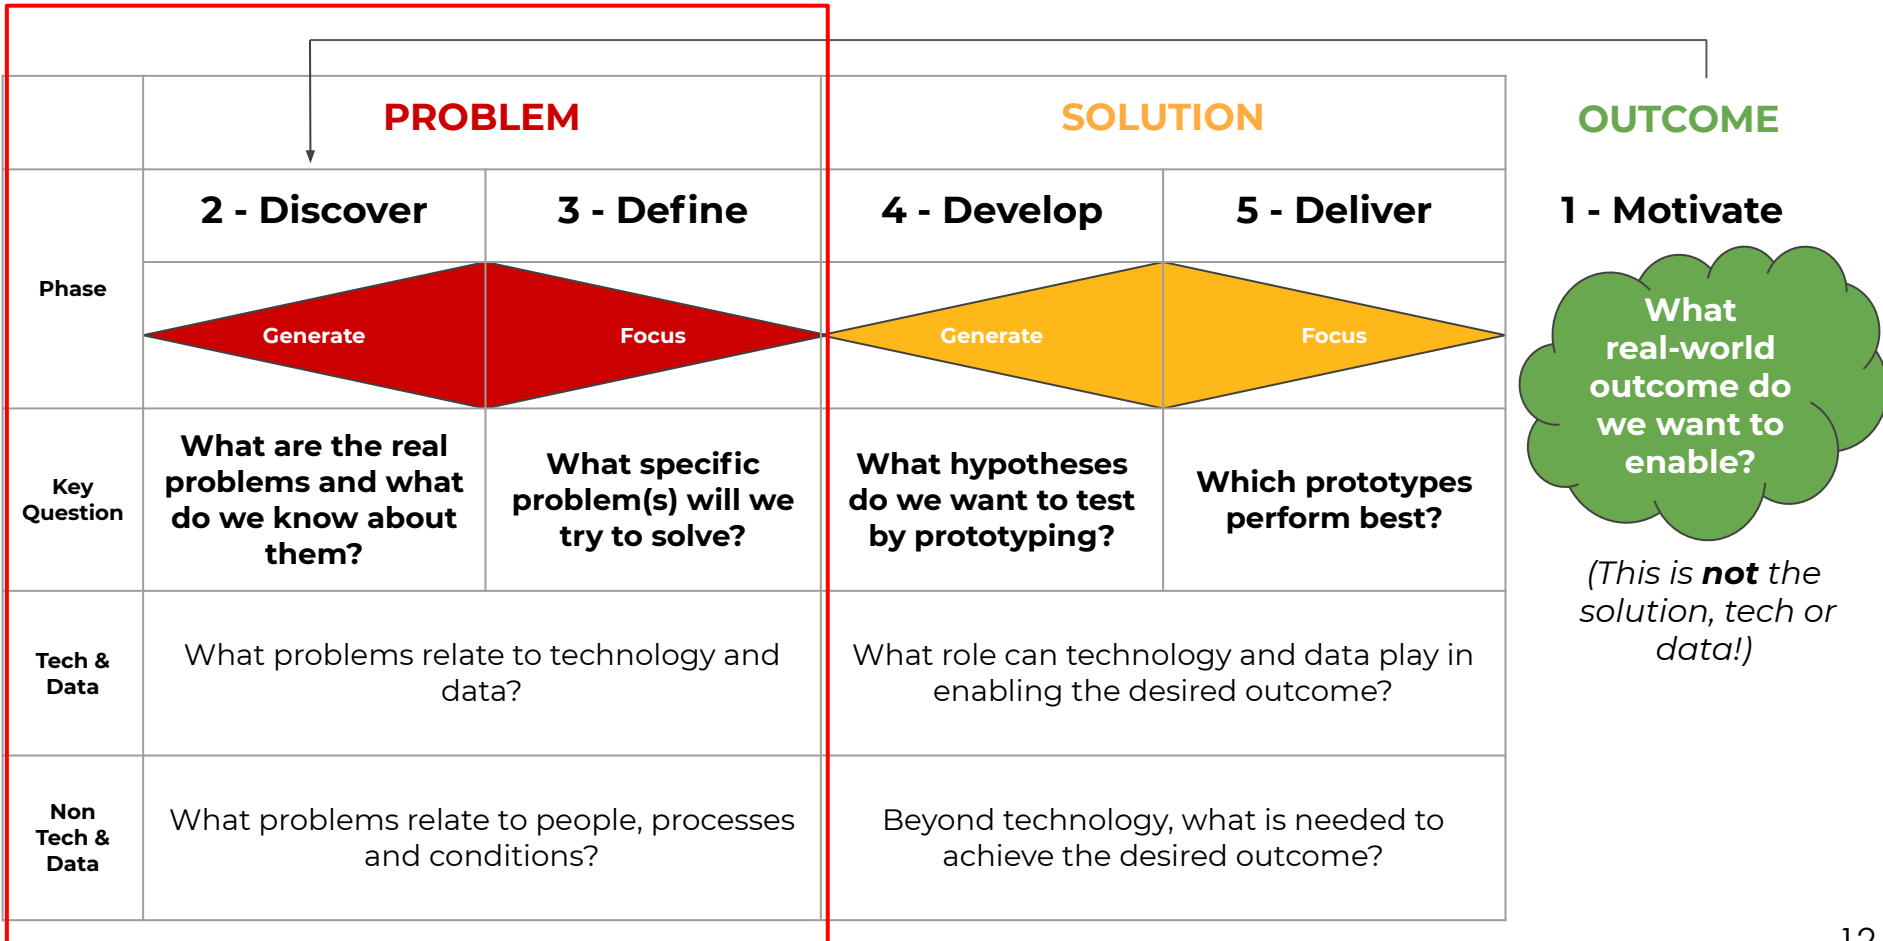 PROBLEM
SOLUTION
OUTCOME
Phase
2 - Discover
3 - Define
4 - Develop
5 - Deliver
1 - Motivate
Generate
Focus
Generate
Focus
What
real-world
outcome do
we want to
enable?
(This is not the
solution, tech or
data!)
Key
Question
What are the real
problems and what
do we know about
them?
What specific
problem(s) will we
try to solve?
What hypotheses
do we want to test
by prototyping?
Which prototypes
perform best?
Tech &
Data
What problems relate to technology and
data?
What role can technology and data play in
enabling the desired outcome?
Non
Tech &
Data
What problems relate to people, processes
and conditions?
Beyond technology, what is needed to
achieve the desired outcome?
12